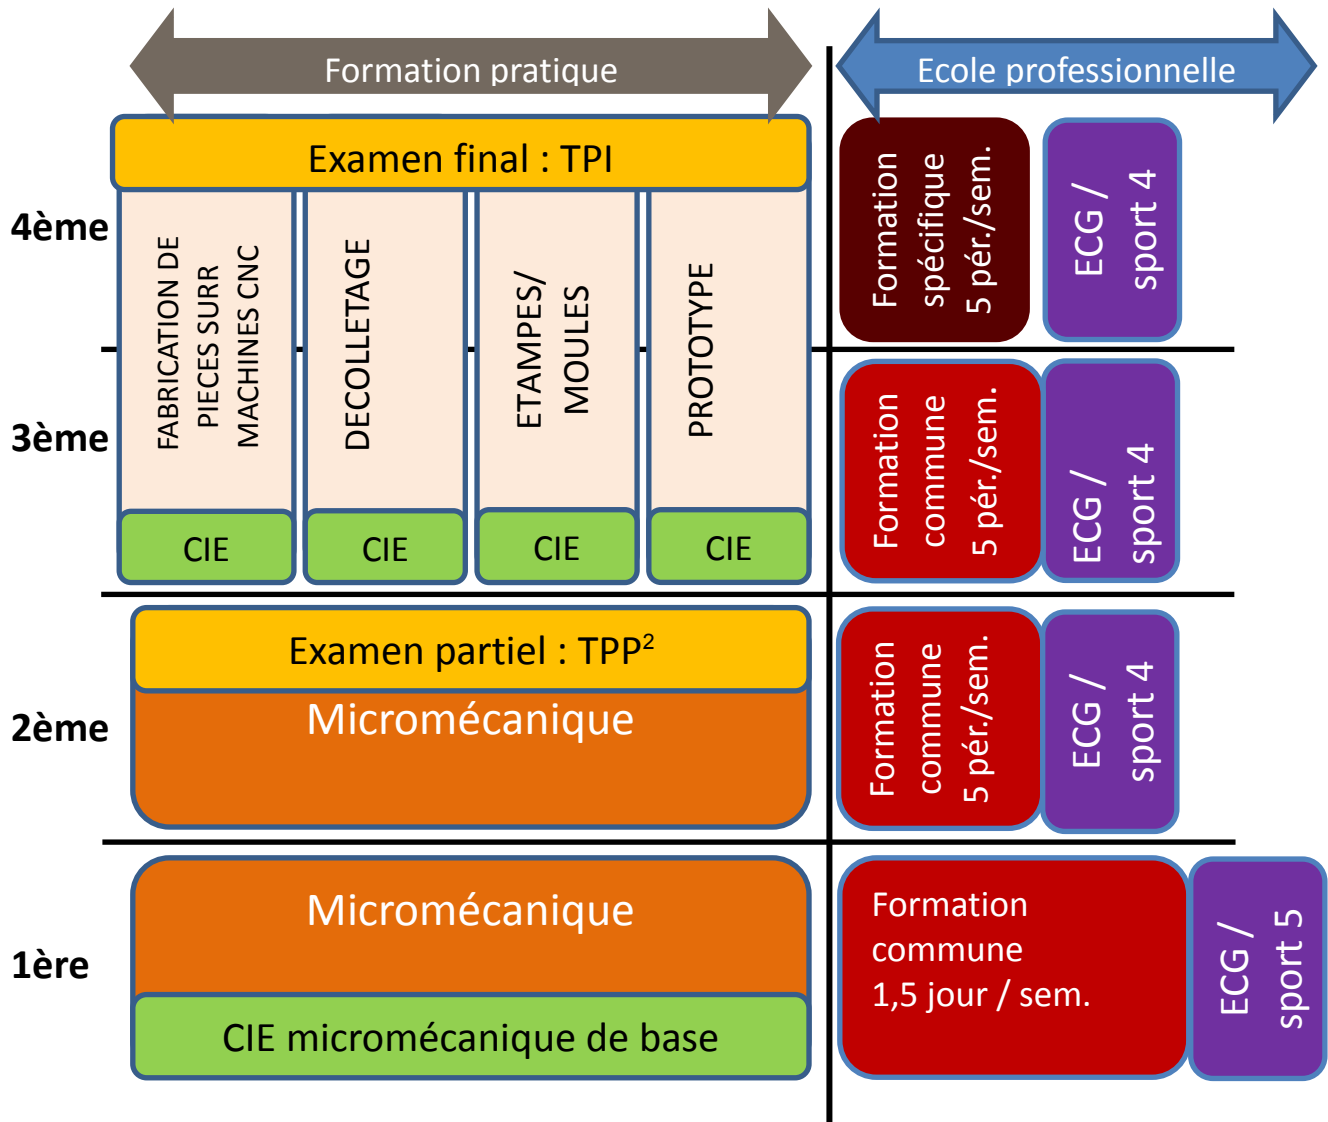 Formation pratique
Ecole professionnelle
4ème
Examen final : TPI
FABRICATION DE
PIECES SURR
MACHINES CNC
DECOLLETAGE
ETAMPES/
MOULES
PROTOTYPE
Formation
spécifique
5 pér./sem.
ECG /
sport 4
3ème
CIE
CIE
CIE
CIE
Formation
commune
5 pér./sem.
ECG /
sport 4
2ème
Examen partiel : TPP²
Micromécanique
Formation
commune
5 pér./sem.
ECG /
sport 4
1ère
Micromécanique
CIE micromécanique de base
Formation
commune
1,5 jour / sem.
ECG /
sport 5